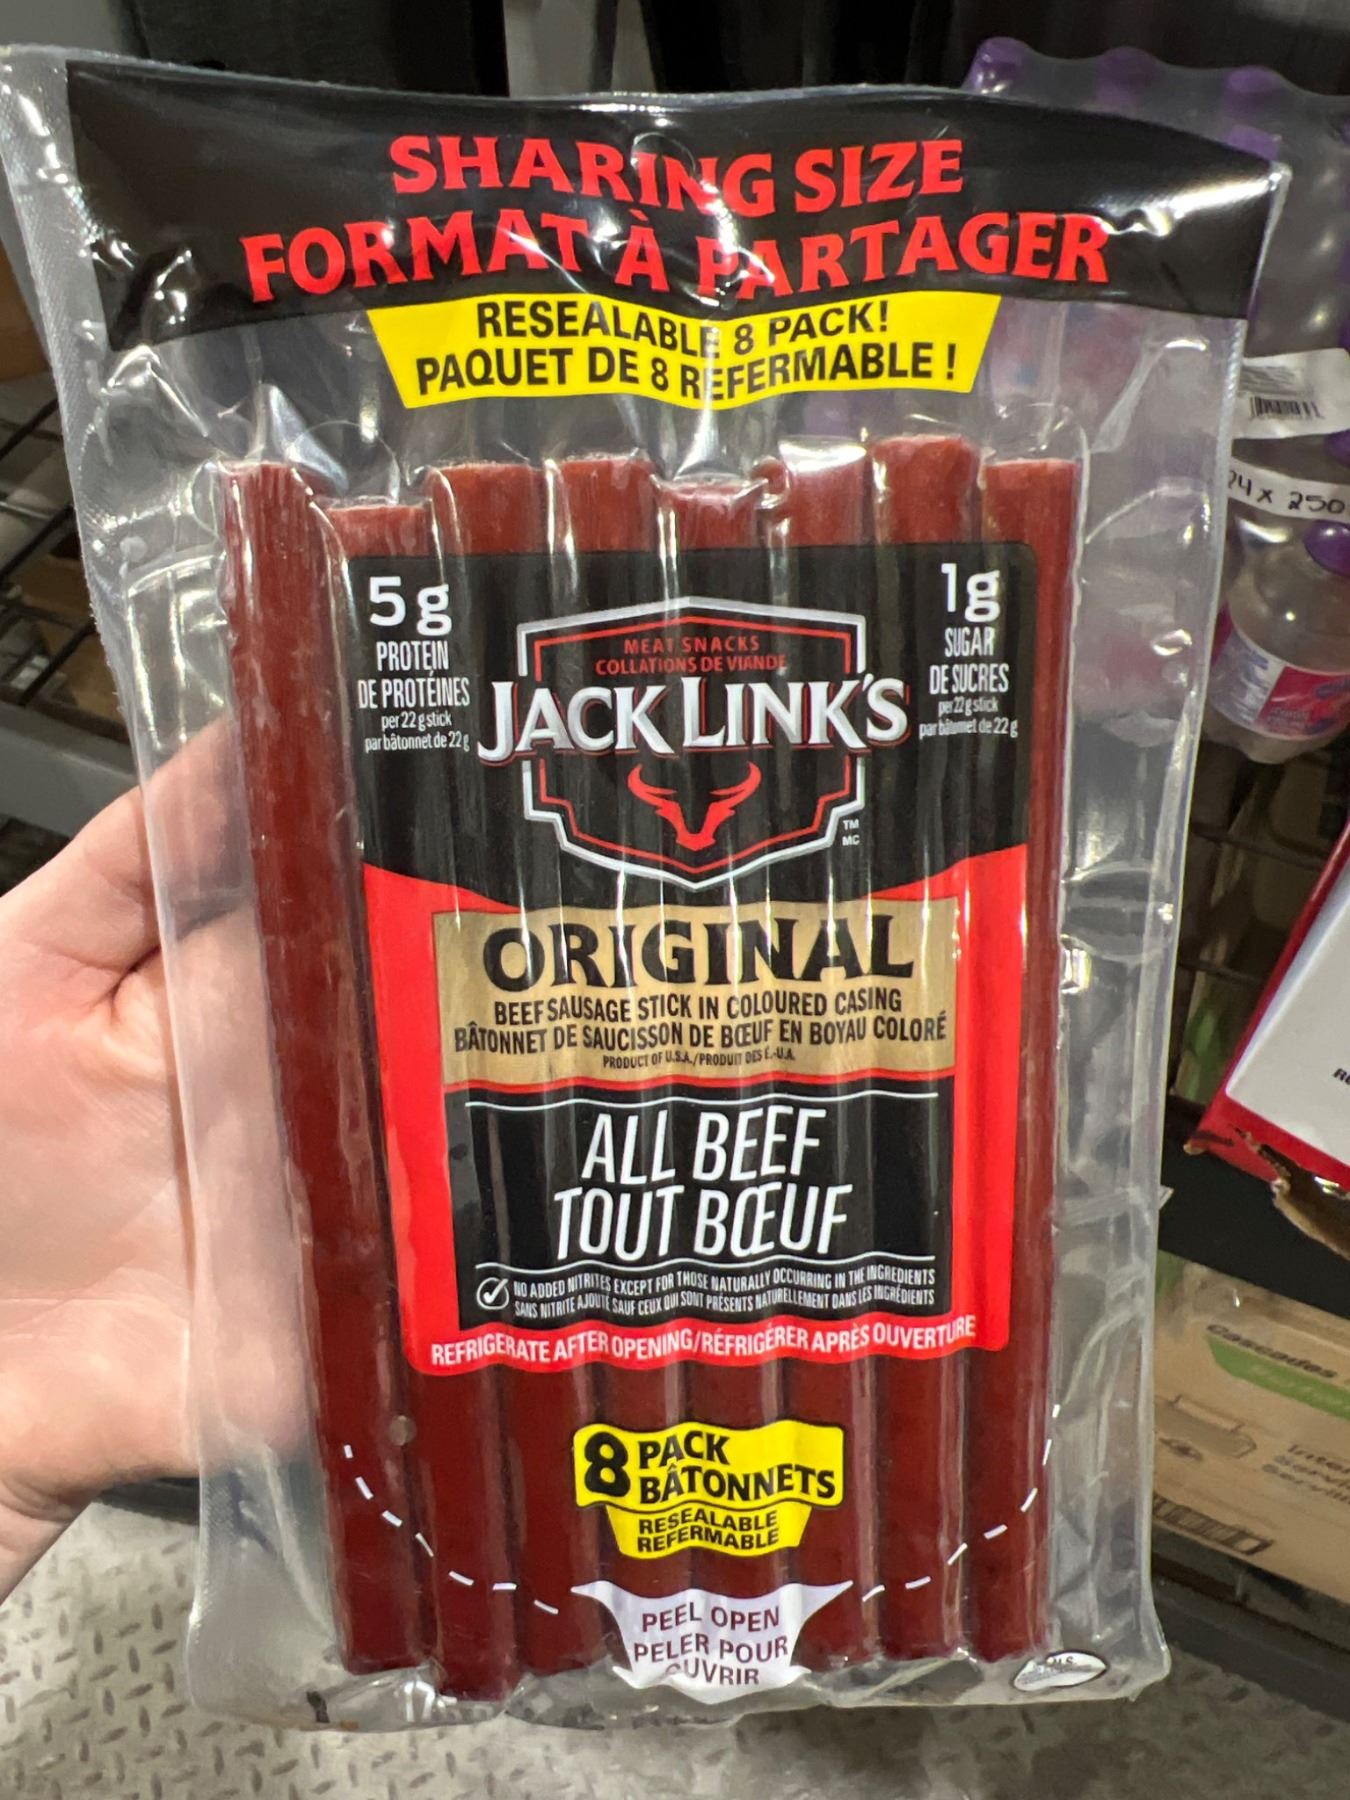 SHARING SIZE
FORMAT À PARTAGER
RESEALABLE 8 PACK!
PAQUET DE 8 REFERMABLE !
5 g
PROTEIN
DE PROTÉINES
per 22 g stick
par bâtonnet de 22 g
MEAT SNACKS
COLLATIONS DE VIANDE
JACK LINK'S
TM
MC
1g
SUGAR
DE SUCRES
per 22 g stick
par bâtonnet de 22 g
ORIGINAL
BEEF SAUSAGE STICK IN COLOURED CASING
BÂTONNET DE SAUCISSON DE BŒUF EN BOYAU COLORÉ
PRODUCT OF U.S.A./PRODUIT DES É.-U.A.
ALL BEEF
TOUT BŒUF
NO ADDED NITRITES EXCEPT FOR THOSE NATURALLY OCCURRING IN THE INGREDIENTS
SANS NITRITE AJOUTÉ SAUF CEUX QUI SONT PRÉSENTS NATURELLEMENT DANS LES INGRÉDIENTS
REFRIGERATE AFTER OPENING/RÉFRIGÉRER APRÈS OUVERTURE
8 PACK
BÂTONNETS
RESEALABLE
REFERMABLE
PEEL OPEN
PELER POUR
OUVRIR
24 x 250
Cascades